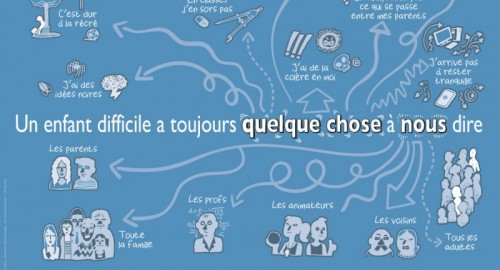 En classe,
j'en sors pas
ce qui se passe
entre mes parents
C'est dur
à la récré
J'ai de la
colère en moi
J'arrive pas
à rester
tranquille
J'ai des
idées noires
Un enfant difficile a toujours quelque chose à nous dire
Les parents
Les profs
Les animateurs
Les voisins
Toute
la famille
Tous les
adultes